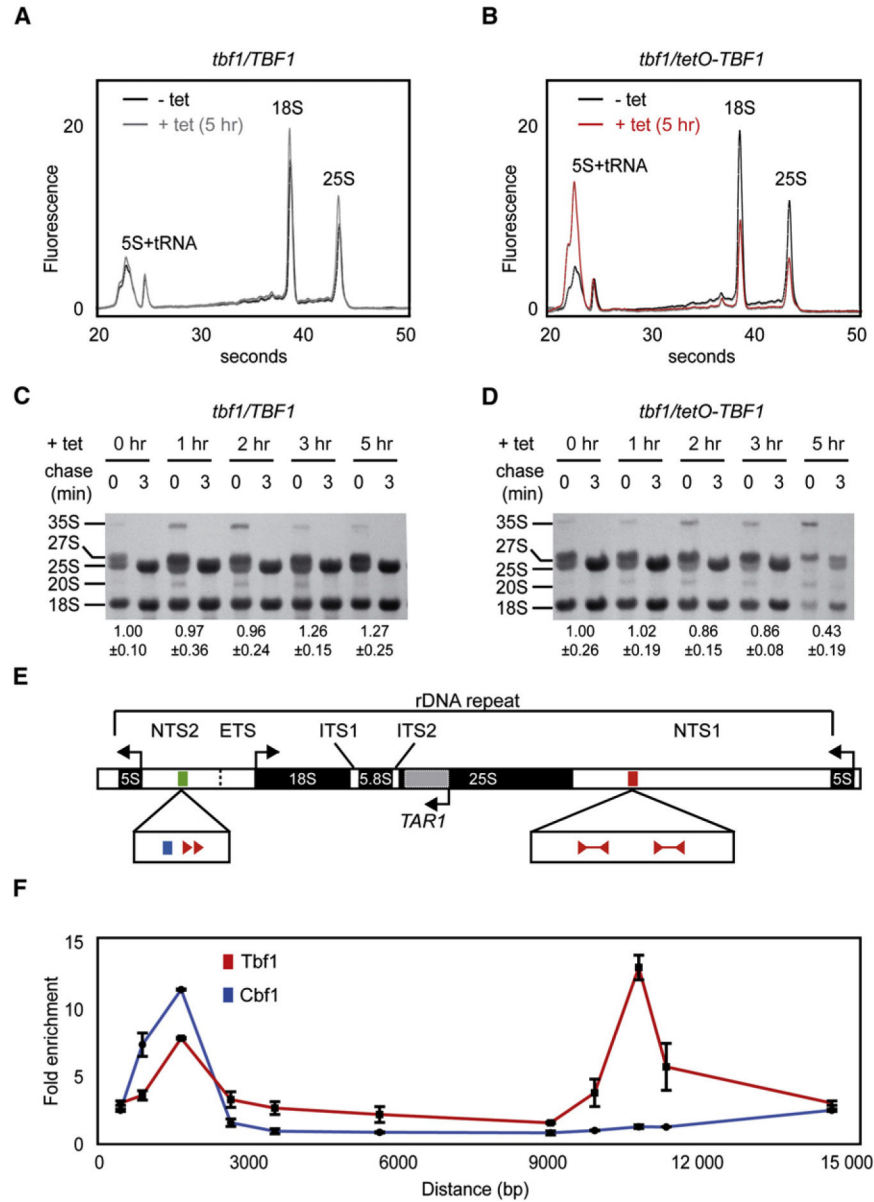 A
B
tbf1/TBF1
tbf1/tetO-TBF1
- tet
+ tet (5 hr)
18S
25S
5S+tRNA
20
0
Fluorescence
20 30 40 50
seconds
- tet
+ tet (5 hr)
18S
25S
5S+tRNA
20
0
Fluorescence
20 30 40 50
seconds
C
D
tbf1/TBF1
+ tet 0 hr 1 hr 2 hr 3 hr 5 hr
chase
(min) 0 3 0 3 0 3 0 3 0 3
35S
27S
25S
20S
18S
1.00 0.97 0.96 1.26 1.27
±0.10 ±0.36 ±0.24 ±0.15 ±0.25
tbf1/tetO-TBF1
+ tet 0 hr 1 hr 2 hr 3 hr 5 hr
chase
(min) 0 3 0 3 0 3 0 3 0 3
35S
27S
25S
20S
18S
1.00 1.02 0.86 0.86 0.43
±0.26 ±0.19 ±0.15 ±0.08 ±0.19
E
rDNA repeat
NTS2 ETS ITS1 ITS2 NTS1
5S 18S 5.8S 25S 5S
TAR1
F
Tbf1
Cbf1
15
10
5
0
Fold enrichment
0 3000 6000 9000 12 000 15 000
Distance (bp)